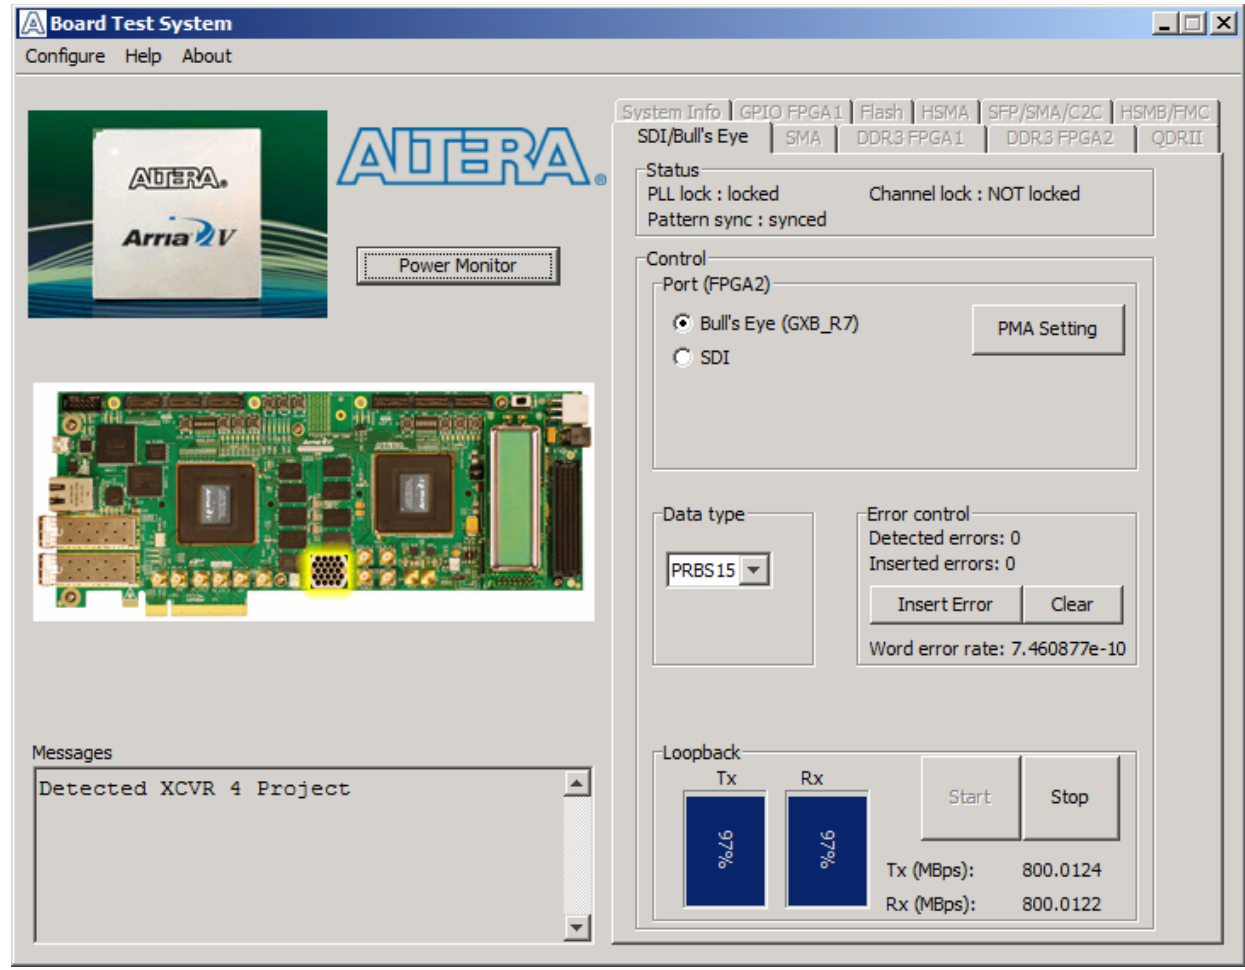 Board Test System
Configure Help About
System Info GPIO FPGA1 Flash HSMA SFP/SMA/C2C HSMB/FMC
SDI/Bull's Eye SMA DDR3 FPGA1 DDR3 FPGA2 QDRII
ALTERA®
Arria V
ALTERA®
Power Monitor
Status
PLL lock : locked Channel lock : NOT locked
Pattern sync : synced
Control
Port (FPGA2)
Bull's Eye (GXB_R7)
PMA Setting
SDI
Data type
PRBS15
Error control
Detected errors: 0
Inserted errors: 0
Insert Error Clear
Word error rate: 7.460877e-10
Messages
Detected XCVR 4 Project
Loopback
Tx Rx
97% 97%
Start Stop
Tx (MBps): 800.0124
Rx (MBps): 800.0122